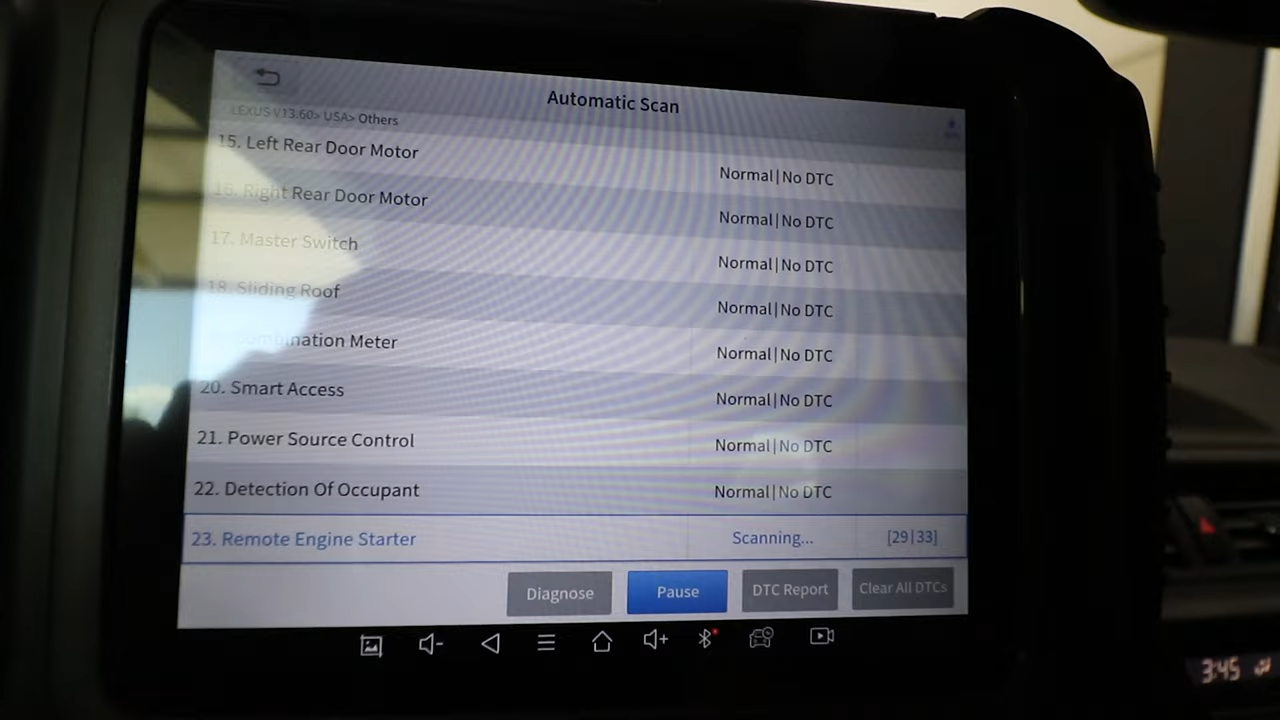 Automatic Scan
LEXUS V13.60> USA> Others
15. Left Rear Door Motor Normal|No DTC
16. Right Rear Door Motor Normal|No DTC
17. Master Switch Normal|No DTC
18. Sliding Roof Normal|No DTC
Combination Meter Normal|No DTC
20. Smart Access Normal|No DTC
21. Power Source Control Normal|No DTC
22. Detection Of Occupant Normal|No DTC
23. Remote Engine Starter Scanning... [29|33]
Diagnose Pause DTC Report Clear All DTCs
3:45